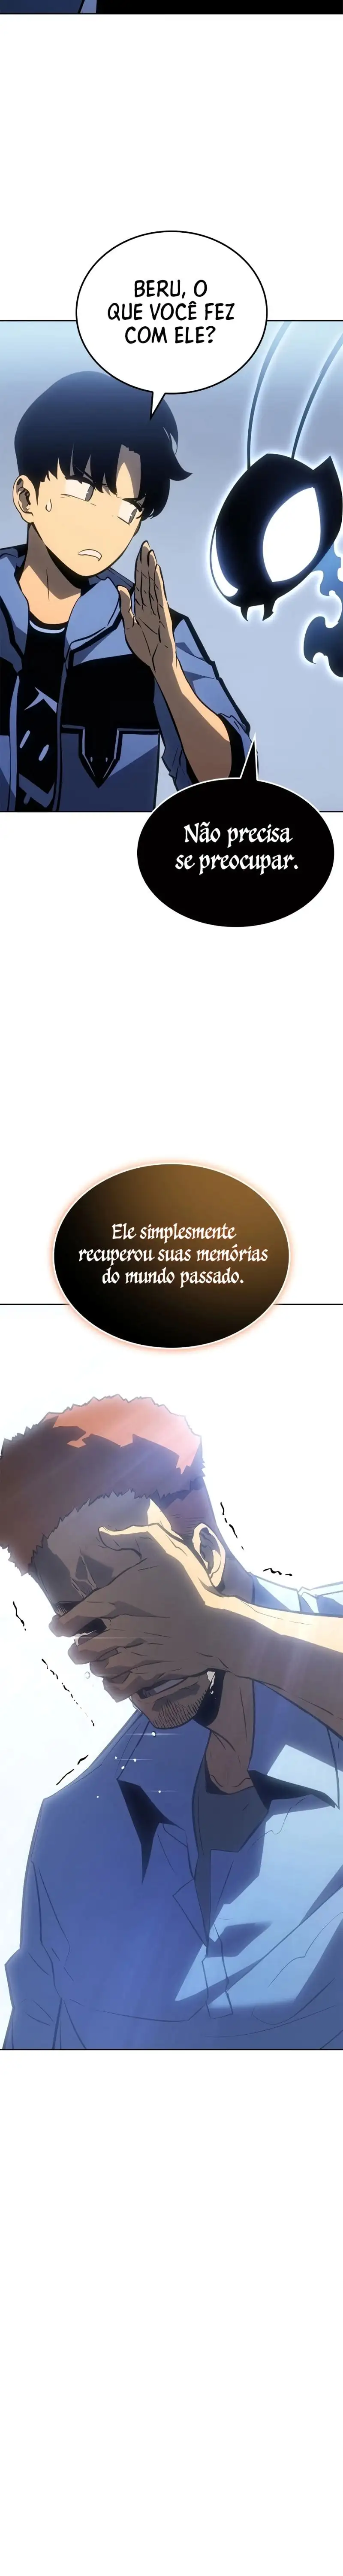 BERU, O
QUE VOCÊ FEZ
COM ELE?
Não precisa
se preocupar.
Ele simplesmente
recuperou suas memórias
do mundo passado.